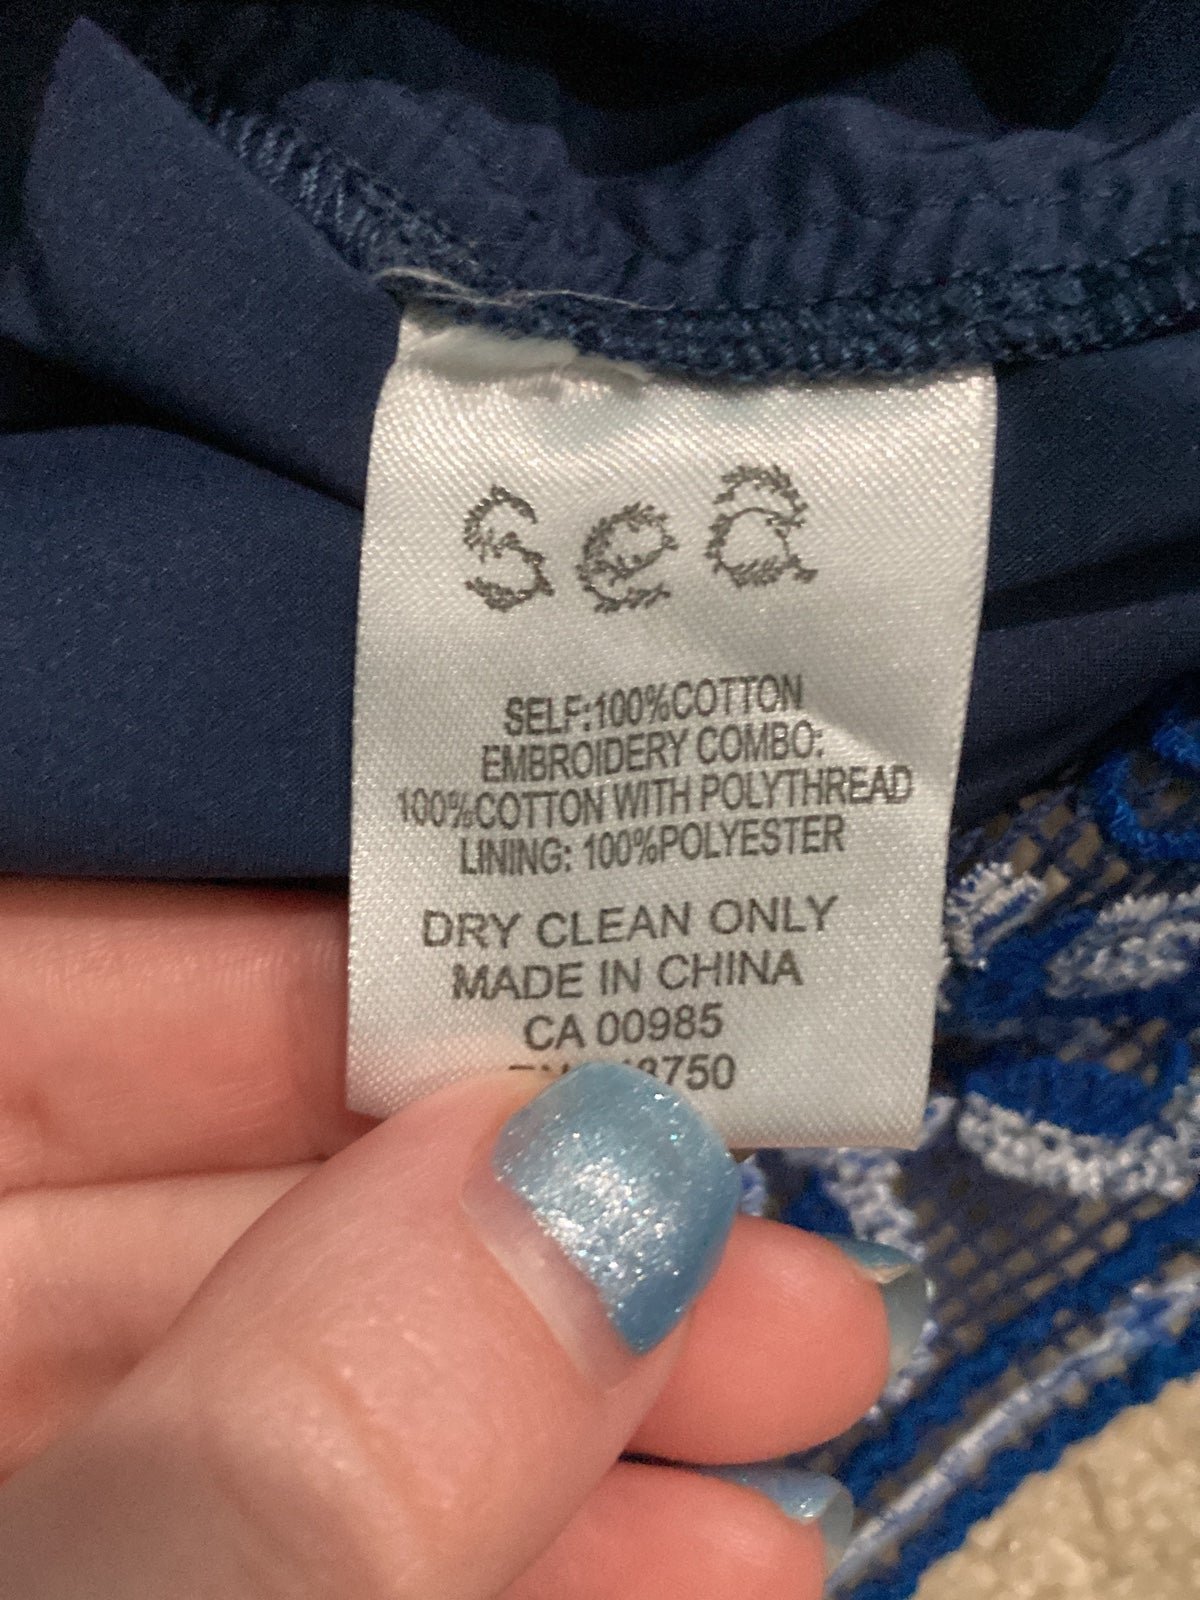 Sea
SELF:100%COTTON
EMBROIDERY COMBO:
100%COTTON WITH POLYTHREAD
LINING: 100%POLYESTER
DRY CLEAN ONLY
MADE IN CHINA
CA 00985